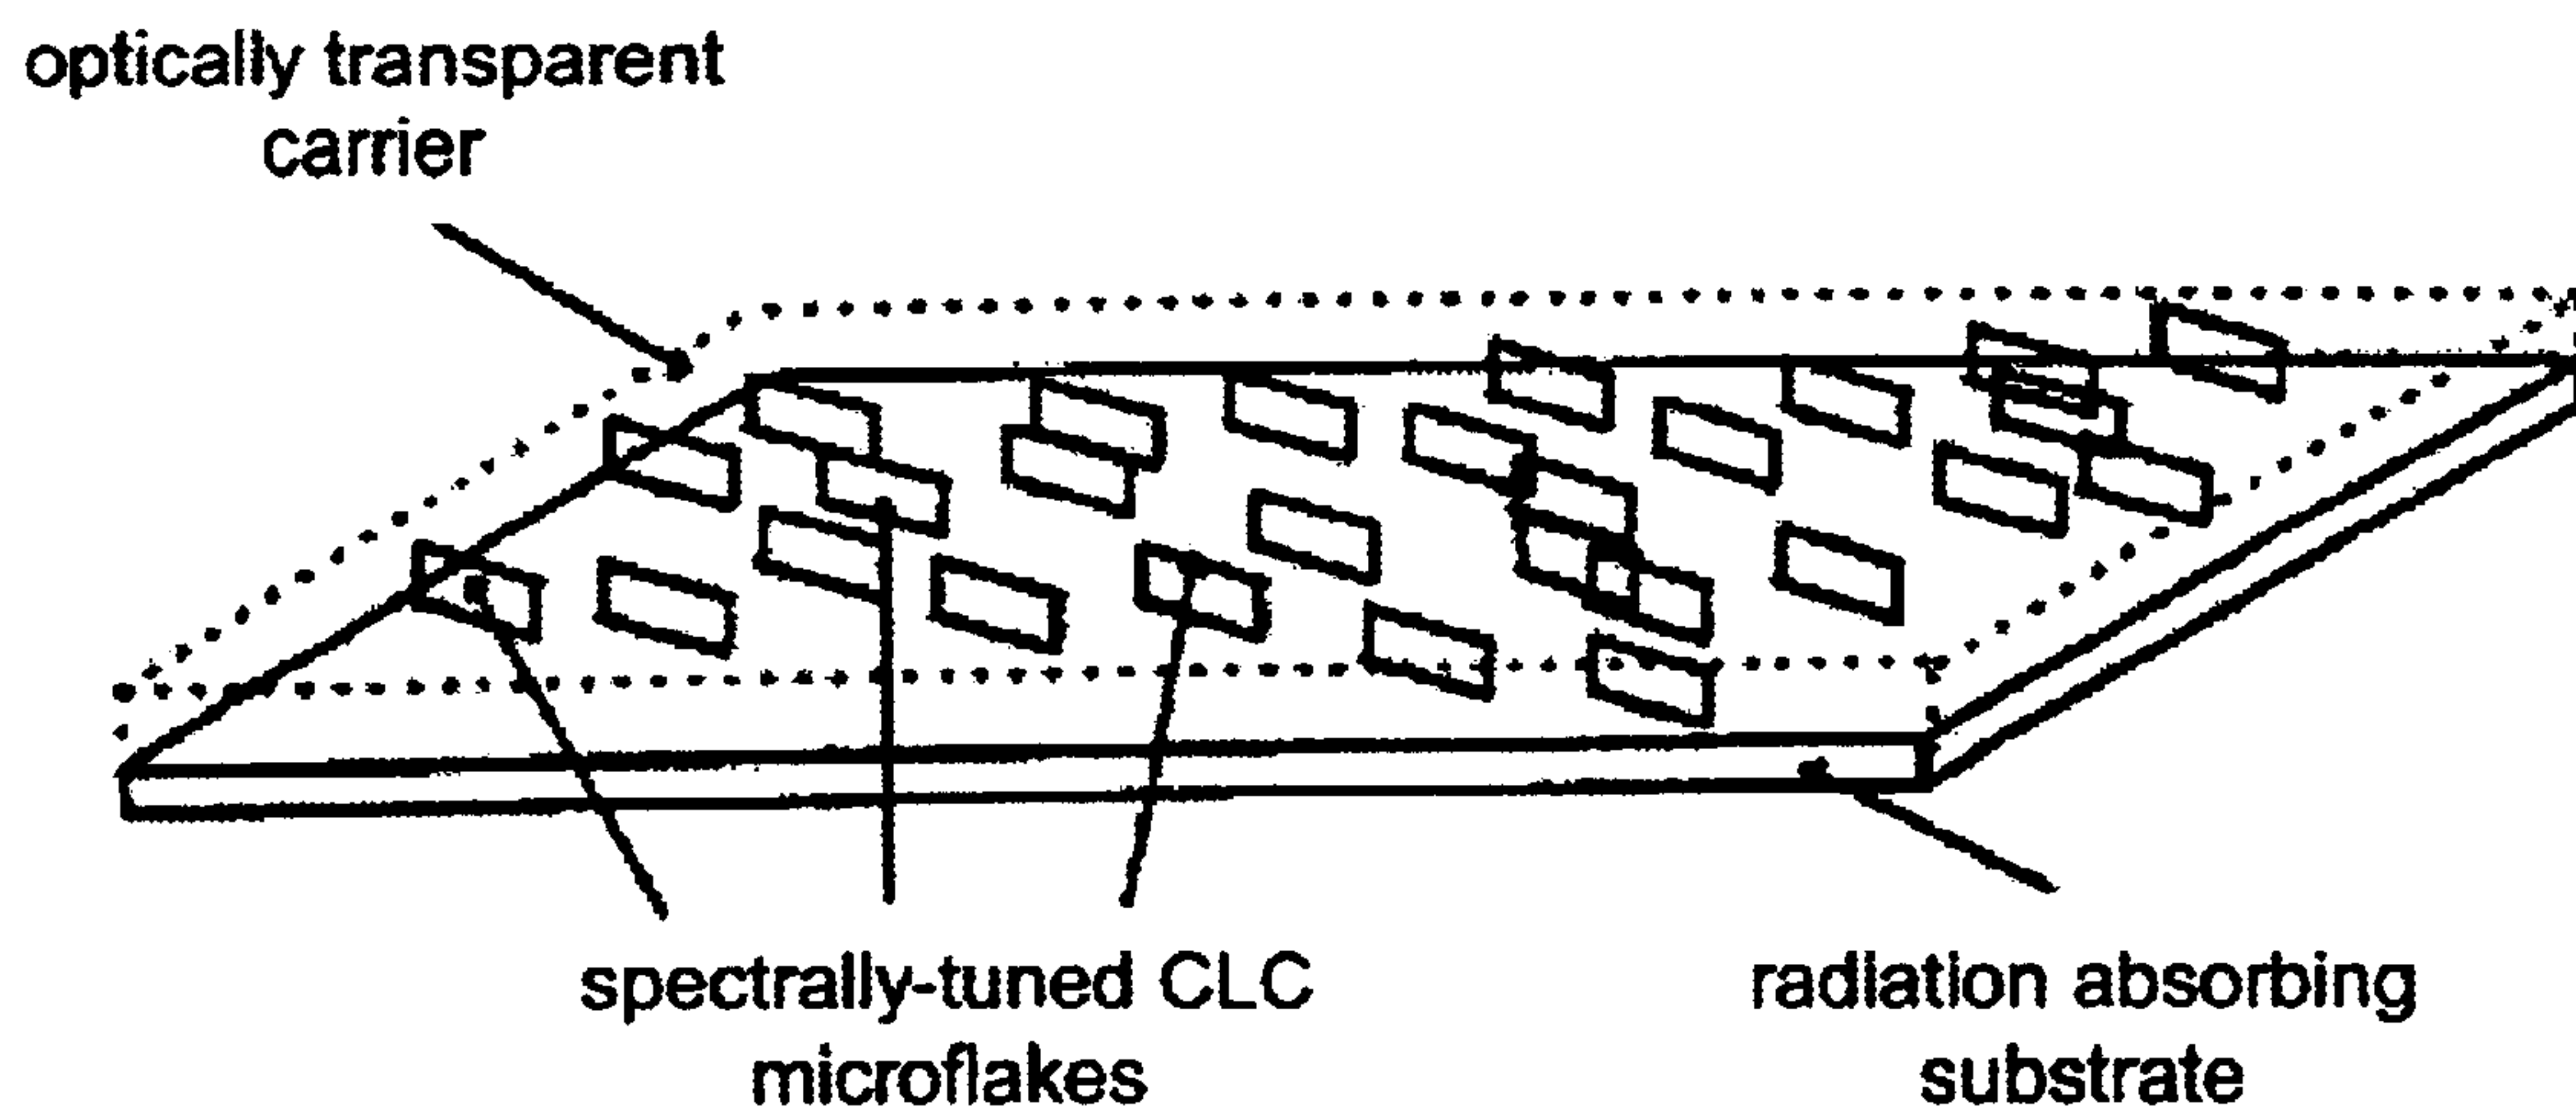 optically transparent
carrier
spectrally-tuned CLC
microflakes
radiation absorbing
substrate